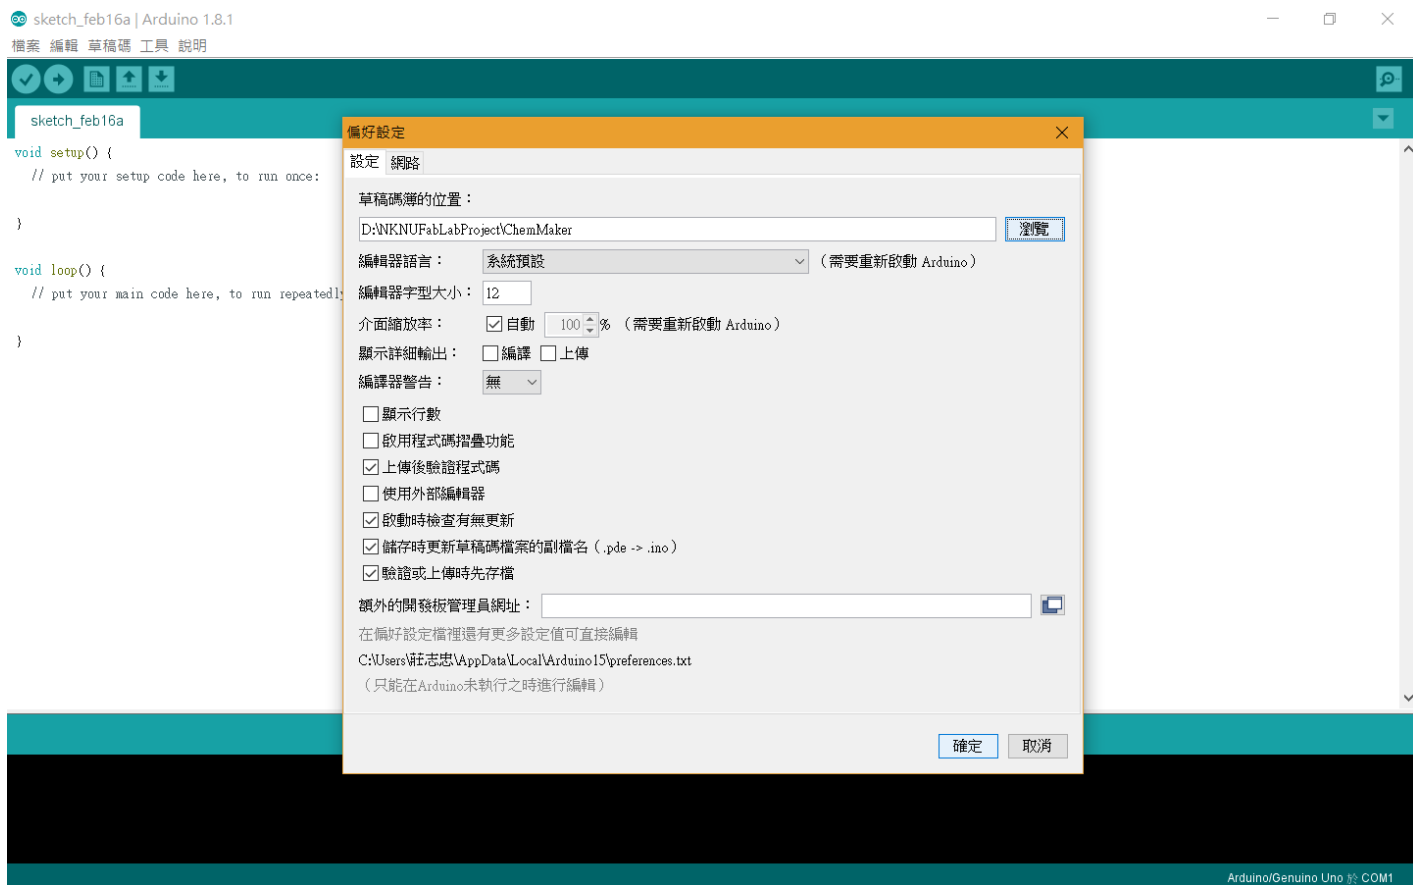 sketch_feb16a | Arduino 1.8.1
檔案 編輯 草稿碼 工具 說明
sketch_feb16a
void setup() {
// put your setup code here, to run once:
}
void loop() {
// put your main code here, to run repeatedly
}
偏好設定
設定 網路
草稿碼簿的位置：
D:\NKNUFabLabProject\ChemMaker 瀏覽
編輯器語言： 系統預設 （需要重新啟動 Arduino）
編輯器字型大小： 12
介面縮放率： 自動 100 % （需要重新啟動 Arduino）
顯示詳細輸出： 編譯 上傳
編譯器警告： 無
顯示行數
啟用程式碼摺疊功能
上傳後驗證程式碼
使用外部編輯器
啟動時檢查有無更新
儲存時更新草稿碼檔案的副檔名（.pde -> .ino）
驗證或上傳時先存檔
額外的開發板管理員網址：
在偏好設定檔裡還有更多設定值可直接編輯
C:\Users\莊志忠\AppData\Local\Arduino15\preferences.txt
（只能在Arduino未執行之時進行編輯）
確定 取消
Arduino/Genuino Uno 於 COM1